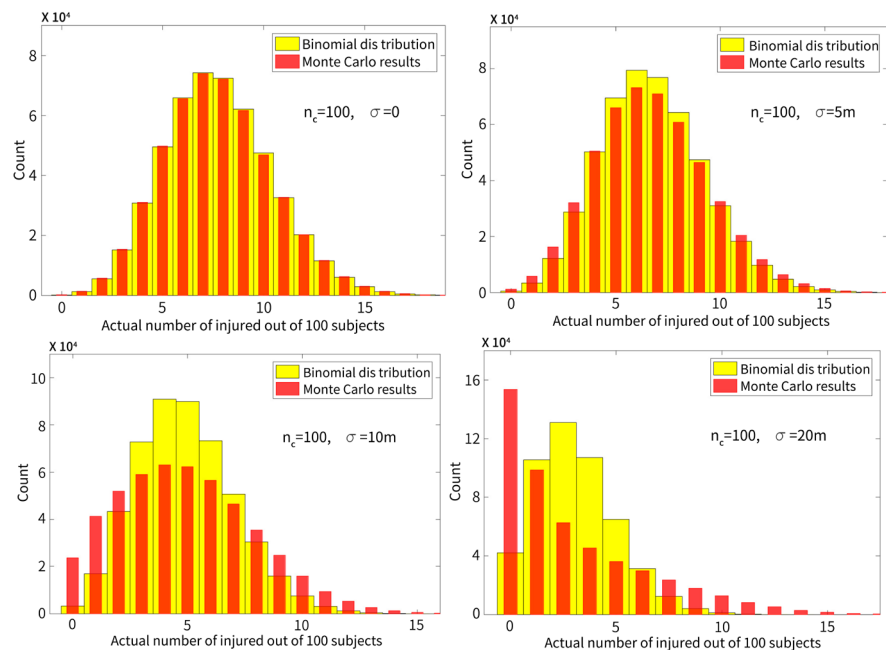 X 10⁴
8
6
4
2
0
Count
0 5 10 15
Actual number of injured out of 100 subjects
Binomial dis tribution
Monte Carlo results
n_c=100, σ=0
X 10⁴
8
6
4
2
0
Count
0 5 10 15
Actual number of injured out of 100 subjects
Binomial dis tribution
Monte Carlo results
n_c=100, σ=5m
X 10⁴
10
8
6
4
2
0
Count
0 5 10 15
Actual number of injured out of 100 subjects
Binomial dis tribution
Monte Carlo results
n_c=100, σ=10m
X 10⁴
16
12
8
4
0
Count
0 5 10 15
Actual number of injured out of 100 subjects
Binomial dis tribution
Monte Carlo results
n_c=100, σ=20m